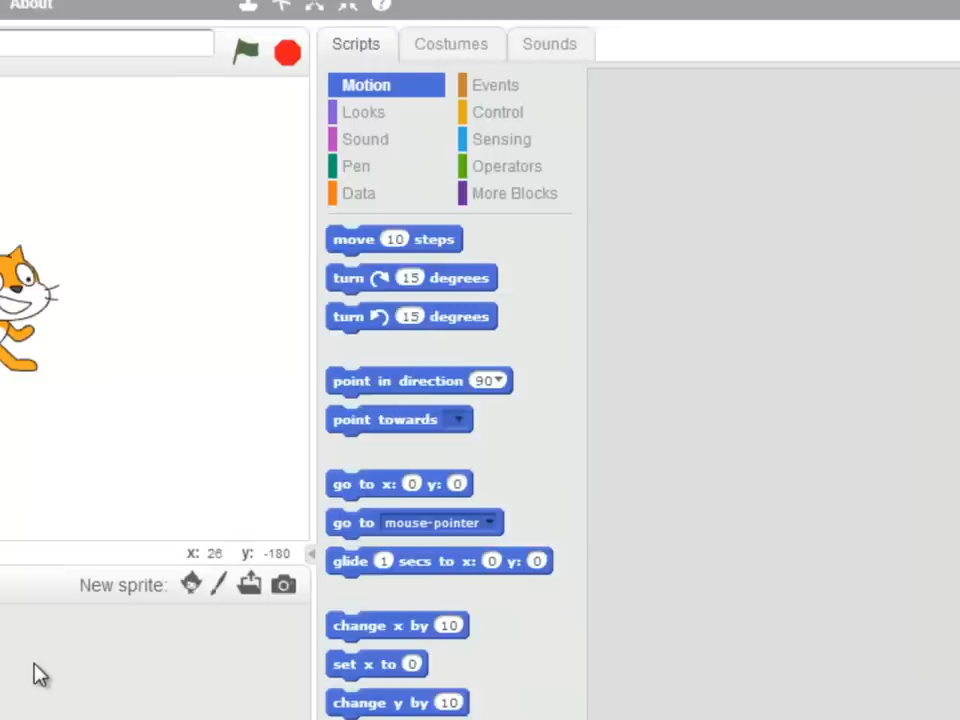 About
Scripts Costumes Sounds
Motion Events
Looks Control
Sound Sensing
Pen Operators
Data More Blocks
move 10 steps
turn 15 degrees
turn 15 degrees
point in direction 90
point towards
go to x: 0 y: 0
go to mouse-pointer
glide 1 secs to x: 0 y: 0
x: 26 y: -180
New sprite:
change x by 10
set x to 0
change y by 10